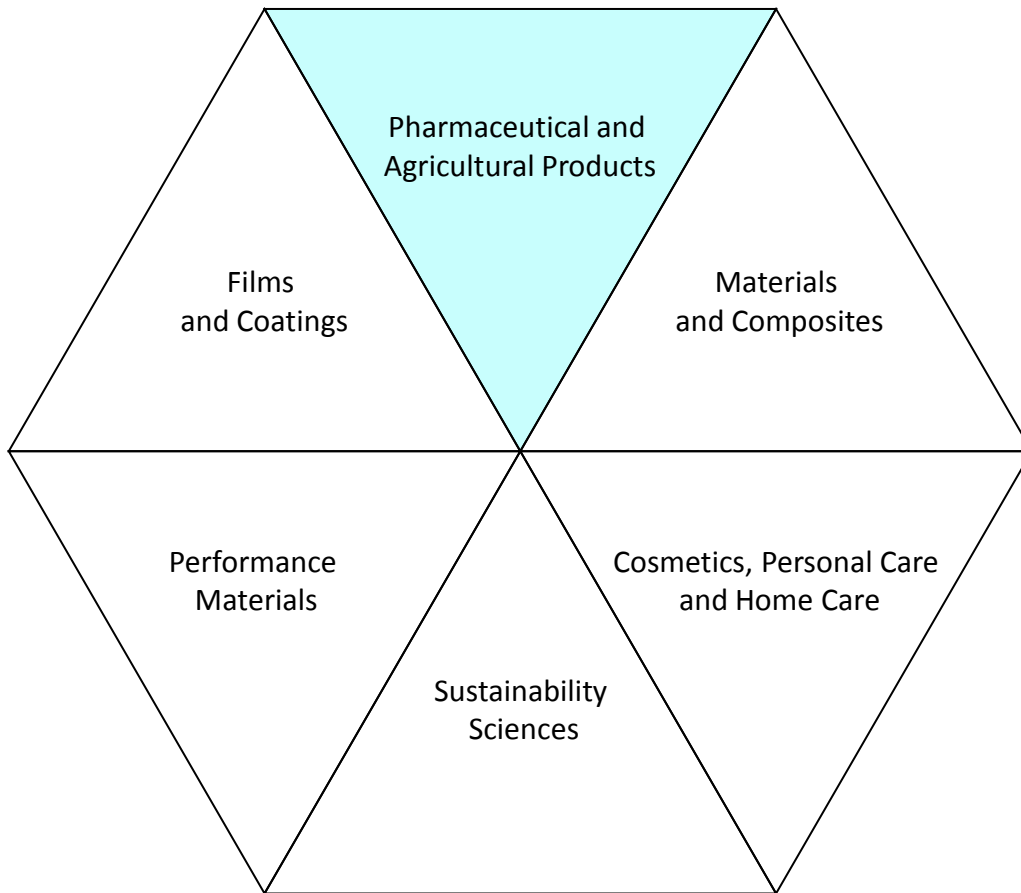 Pharmaceutical and
Agricultural Products
Films
and Coatings
Materials
and Composites
Performance
Materials
Cosmetics, Personal Care
and Home Care
Sustainability
Sciences